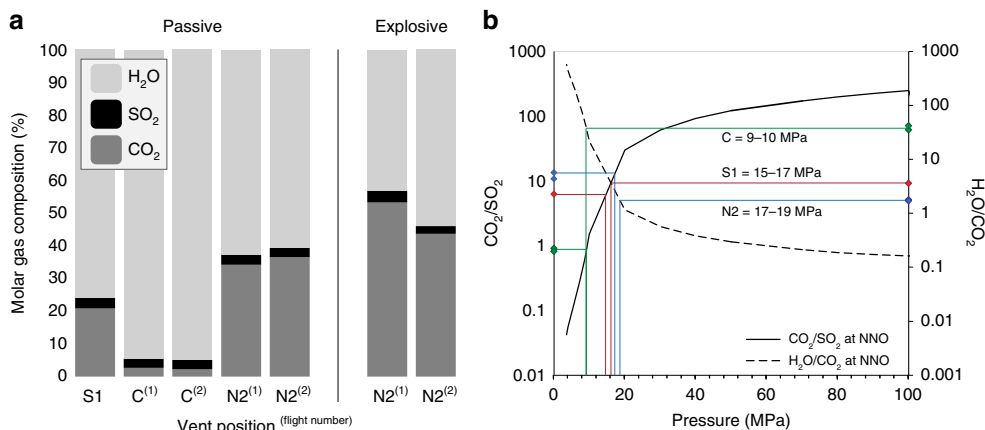 a
Passive
Explosive
Molar gas composition (%)
100
90
80
70
60
50
40
30
20
10
0
H₂O
SO₂
CO₂
S1
C⁽¹⁾
C⁽²⁾
N2⁽¹⁾
N2⁽²⁾
N2⁽¹⁾
N2⁽²⁾
Vent position (flight number)
b
CO₂/SO₂
1000
100
10
1
0.1
0.01
H₂O/CO₂
1000
100
10
5
1
0.1
0.01
0.001
C = 9–10 MPa
S1 = 15–17 MPa
N2 = 17–19 MPa
CO₂/SO₂ at NNO
H₂O/CO₂ at NNO
0
20
40
60
80
100
Pressure (MPa)